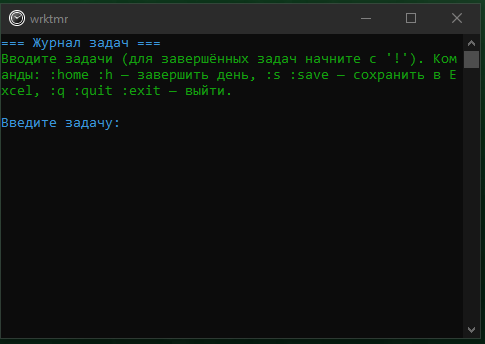 wrktmr
=== Журнал задач ===
Вводите задачи (для завершённых задач начните с '!'). Ком
анды: :home :h — завершить день, :s :save — сохранить в E
xcel, :q :quit :exit — выйти.
Введите задачу: